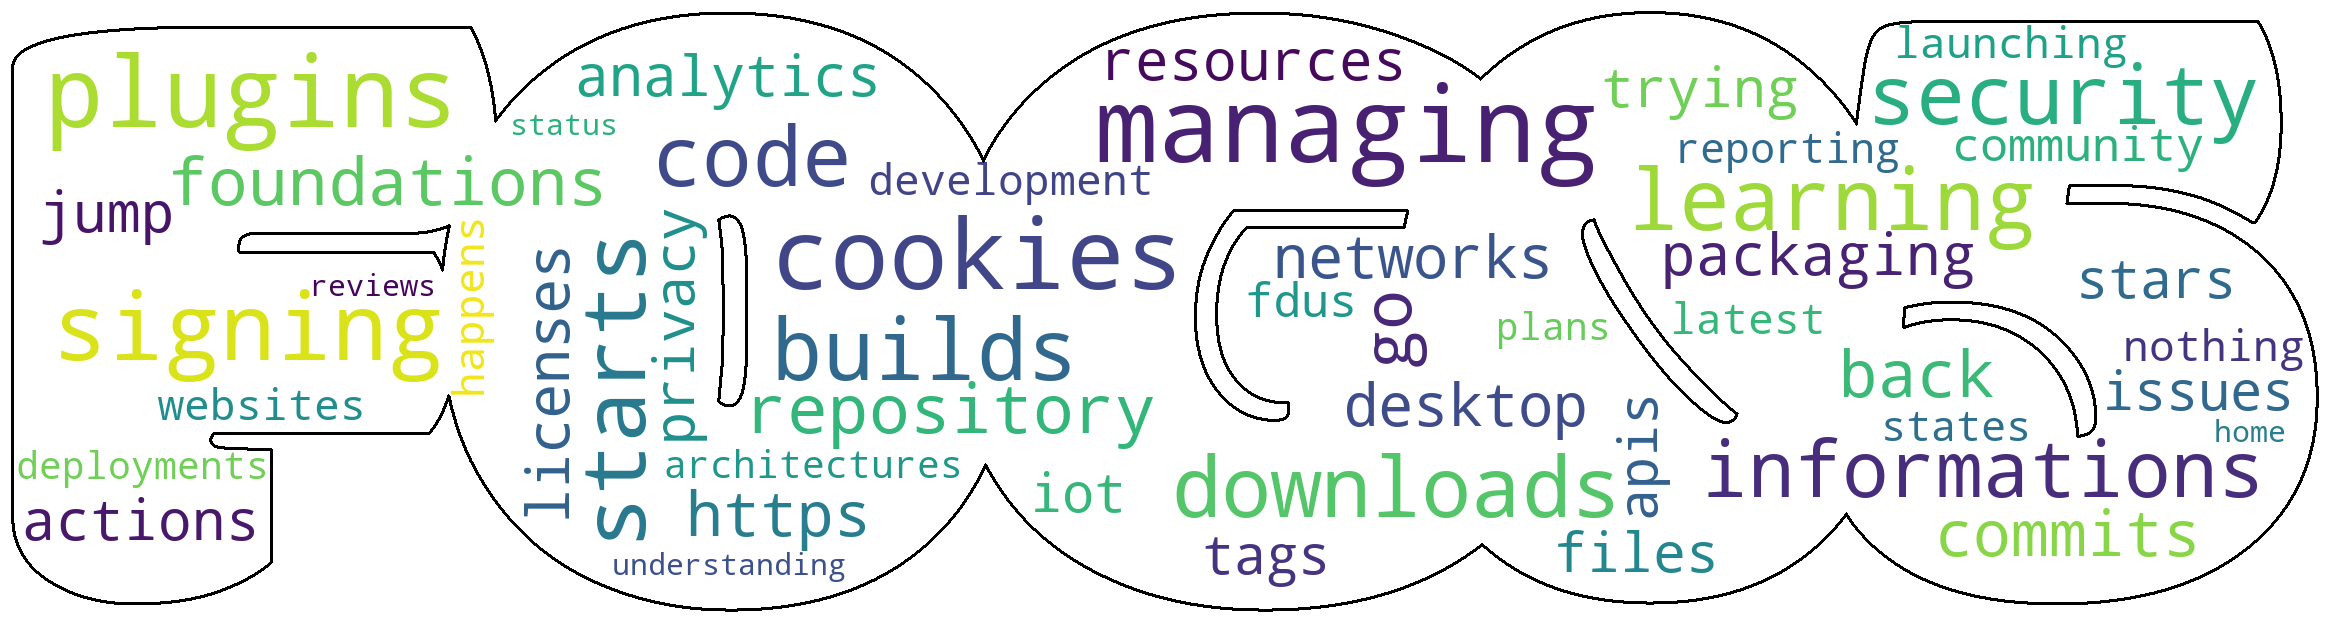 plugins
analytics
resources
launching
status
managing
trying
security
foundations
code
development
reporting
community
jump
learning
happens
licenses
starts
privacy
cookies
networks
packaging
stars
reviews
fdus
go
plans
latest
signing
builds
nothing
websites
repository
desktop
apis
back
issues
states
home
deployments
architectures
iot
downloads
informations
actions
https
tags
files
commits
understanding